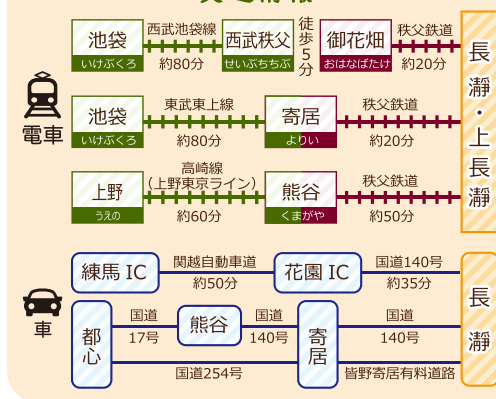 池袋
いけぶくろ
西武池袋線
約80分
西武秩父
せいぶちちぶ
徒歩5分
御花畑
おはなばたけ
秩父鉄道
約20分
電車
池袋
いけぶくろ
東武東上線
約80分
寄居
よりい
秩父鉄道
約20分
上野
うえの
高崎線
(上野東京ライン)
約60分
熊谷
くまがや
秩父鉄道
約50分
長瀞・上長瀞
車
練馬 IC
関越自動車道
約50分
花園 IC
国道140号
約35分
都心
国道
17号
熊谷
国道
140号
寄居
国道
140号
国道254号
皆野寄居有料道路
長瀞